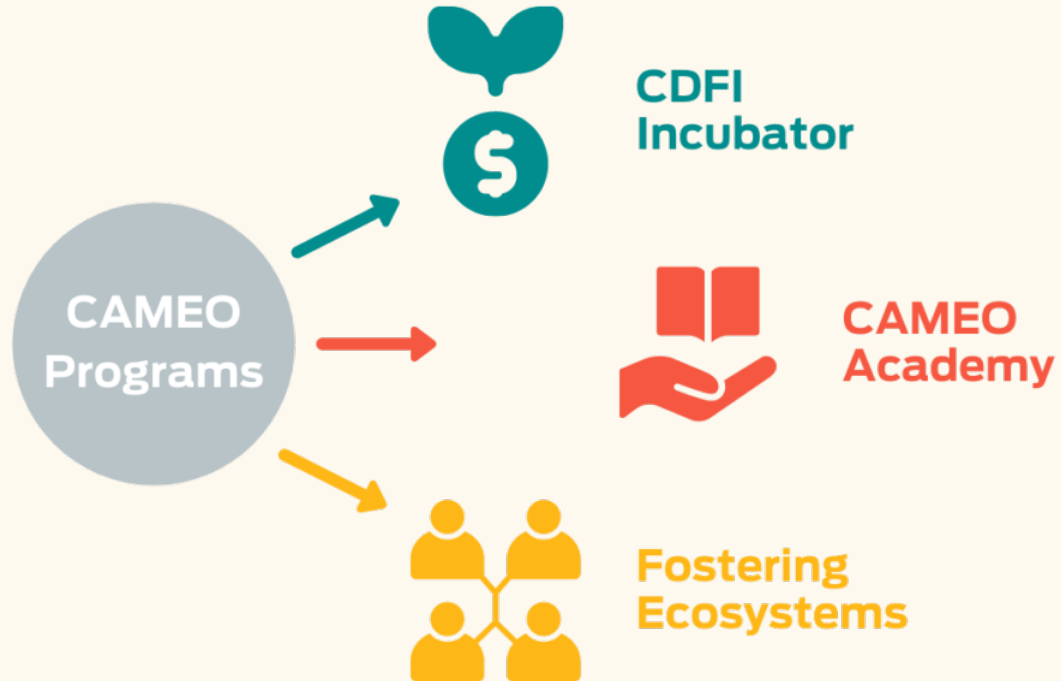 CDFI
Incubator
CAMEO
Programs
$
CAMEO
Academy
Fostering
Ecosystems